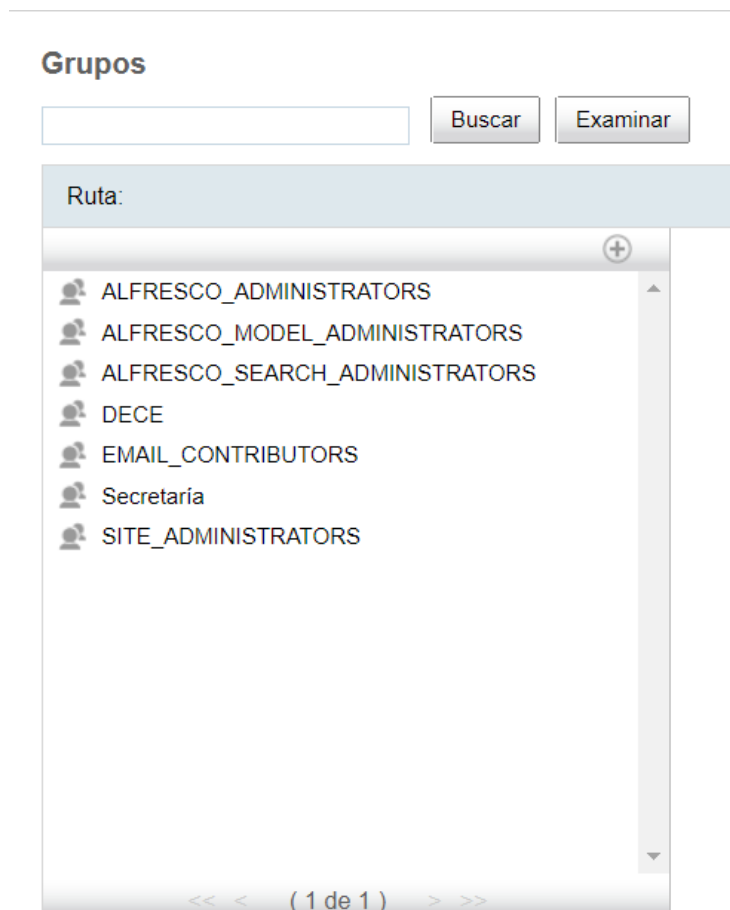 Grupos
Buscar Examinar
Ruta:
ALFRESCO_ADMINISTRATORS
ALFRESCO_MODEL_ADMINISTRATORS
ALFRESCO_SEARCH_ADMINISTRATORS
DECE
EMAIL_CONTRIBUTORS
Secretaría
SITE_ADMINISTRATORS
<< < ( 1 de 1 ) > >>